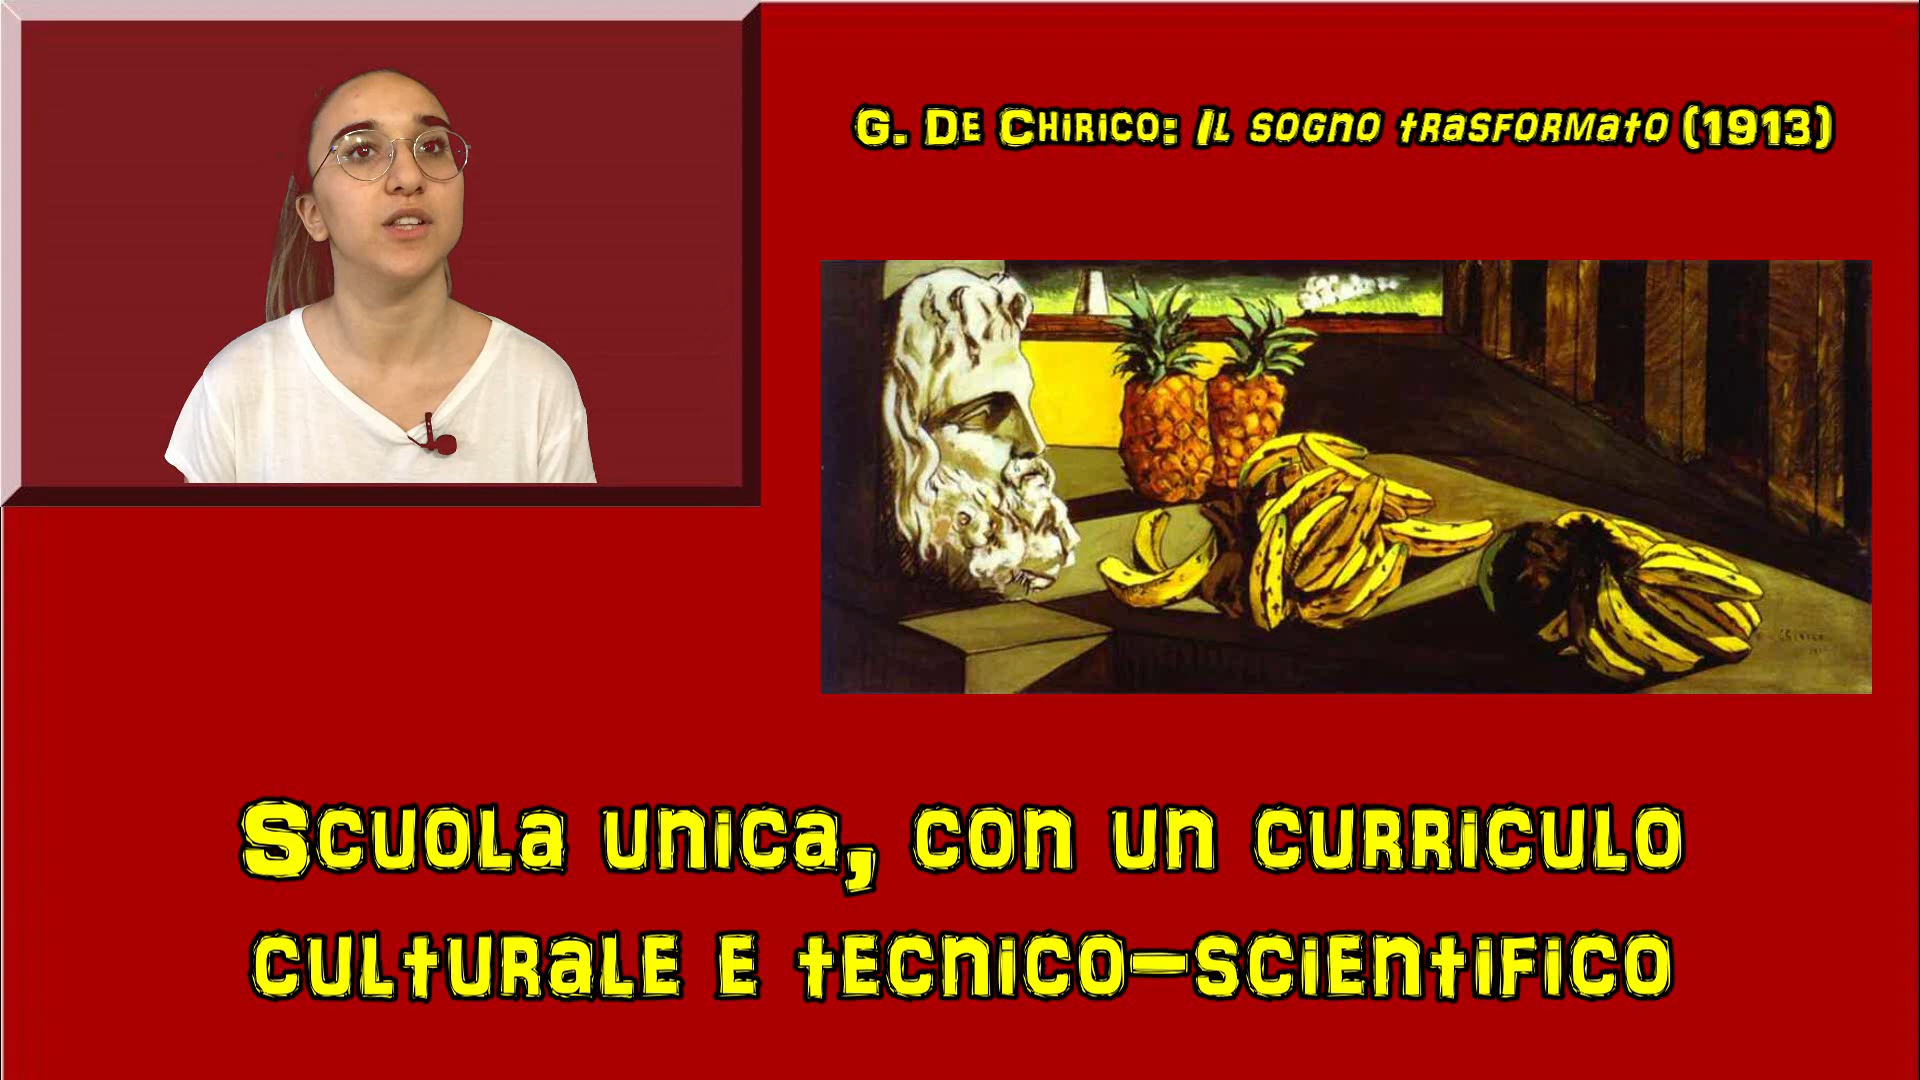 G. De Chirico: Il sogno trasformato (1913)
Scuola unica, con un curriculo
culturale e tecnico-scientifico